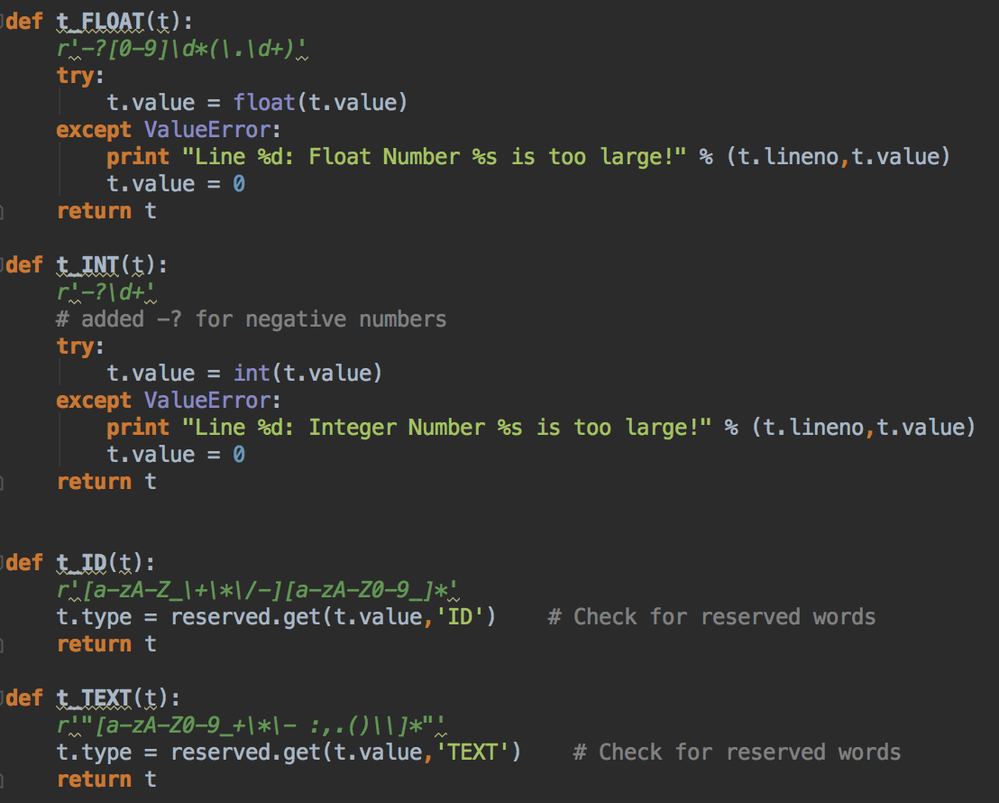 def t_FLOAT(t):
    r'-?[0-9]\d*(\.\d+)'
    try:
        t.value = float(t.value)
    except ValueError:
        print "Line %d: Float Number %s is too large!" % (t.lineno,t.value)
        t.value = 0
    return t

def t_INT(t):
    r'-?\d+'
    # added -? for negative numbers
    try:
        t.value = int(t.value)
    except ValueError:
        print "Line %d: Integer Number %s is too large!" % (t.lineno,t.value)
        t.value = 0
    return t


def t_ID(t):
    r'[a-zA-Z_\+\*\/-][a-zA-Z0-9_]*'
    t.type = reserved.get(t.value,'ID')    # Check for reserved words
    return t

def t_TEXT(t):
    r'"[a-zA-Z0-9_+\*\- :,.()\\]*"'
    t.type = reserved.get(t.value,'TEXT')    # Check for reserved words
    return t